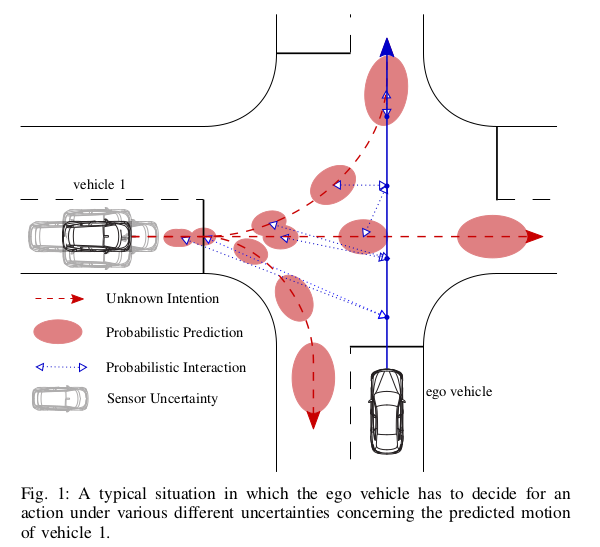 vehicle 1
Unknown Intention
Probabilistic Prediction
Probabilistic Interaction
Sensor Uncertainty
ego vehicle
Fig. 1: A typical situation in which the ego vehicle has to decide for an
action under various different uncertainties concerning the predicted motion
of vehicle 1.